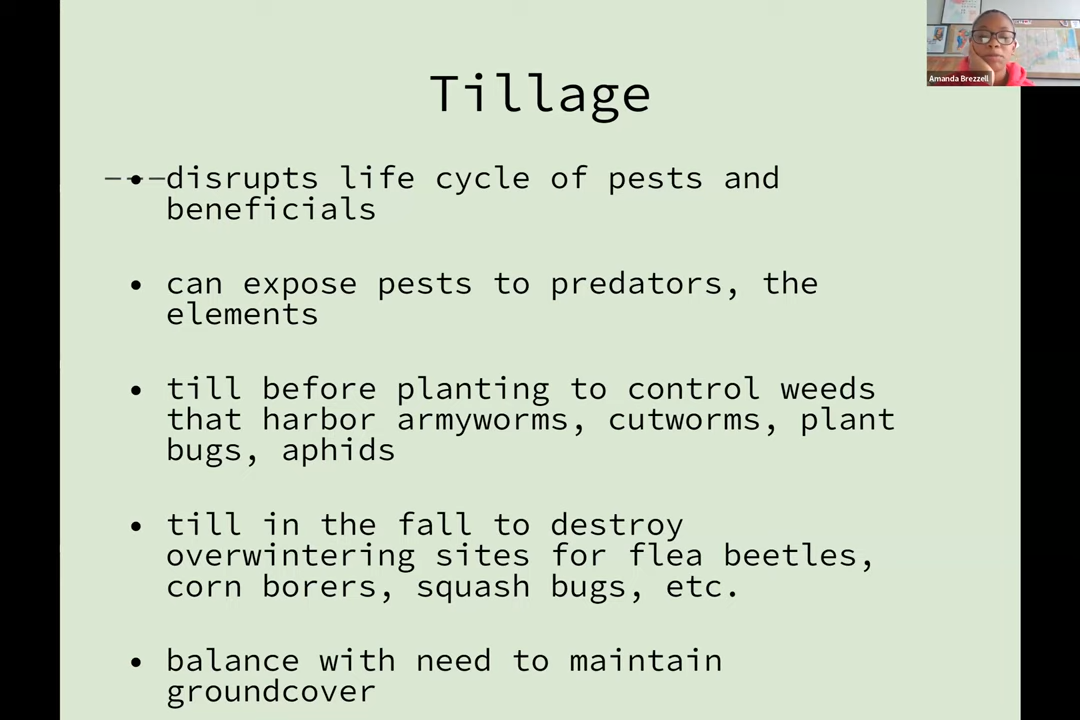 Tillage
• disrupts life cycle of pests and
beneficials
• can expose pests to predators, the
elements
• till before planting to control weeds
that harbor armyworms, cutworms, plant
bugs, aphids
• till in the fall to destroy
overwintering sites for flea beetles,
corn borers, squash bugs, etc.
• balance with need to maintain
groundcover
Amanda Brezzell